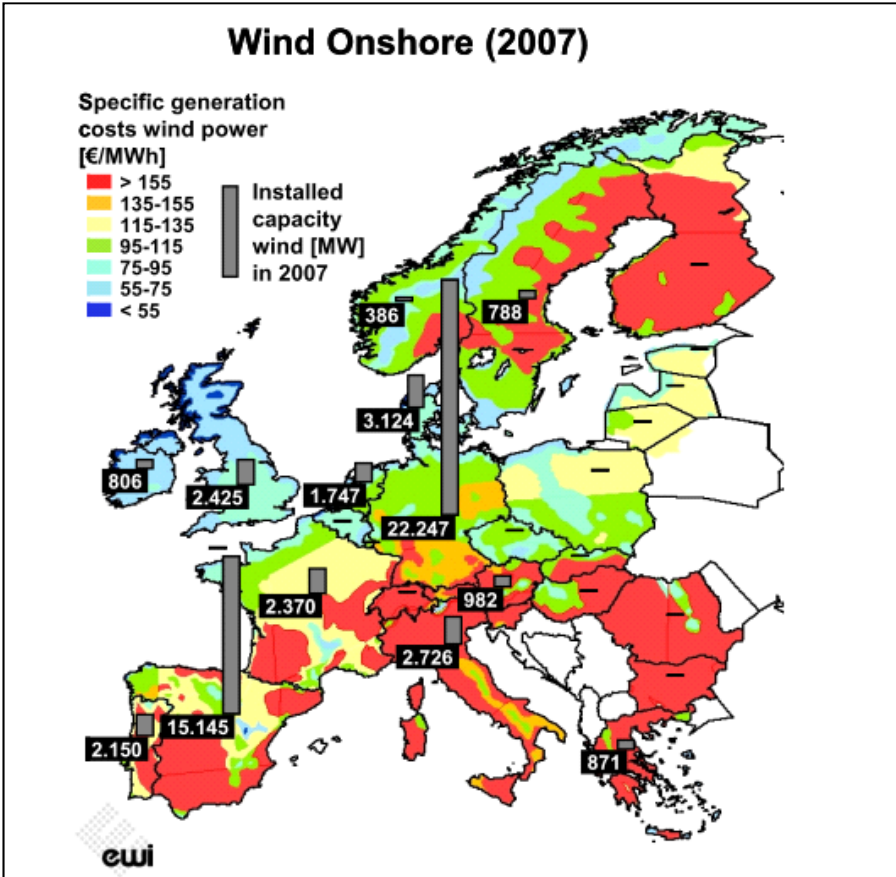 Wind Onshore (2007)
Specific generation
costs wind power
[€/MWh]
> 155
135-155
115-135
95-115
75-95
55-75
< 55
Installed
capacity
wind [MW]
in 2007
386
788
3.124
806
2.425
1.747
22.247
2.370
982
2.726
15.145
2.150
871
ewi